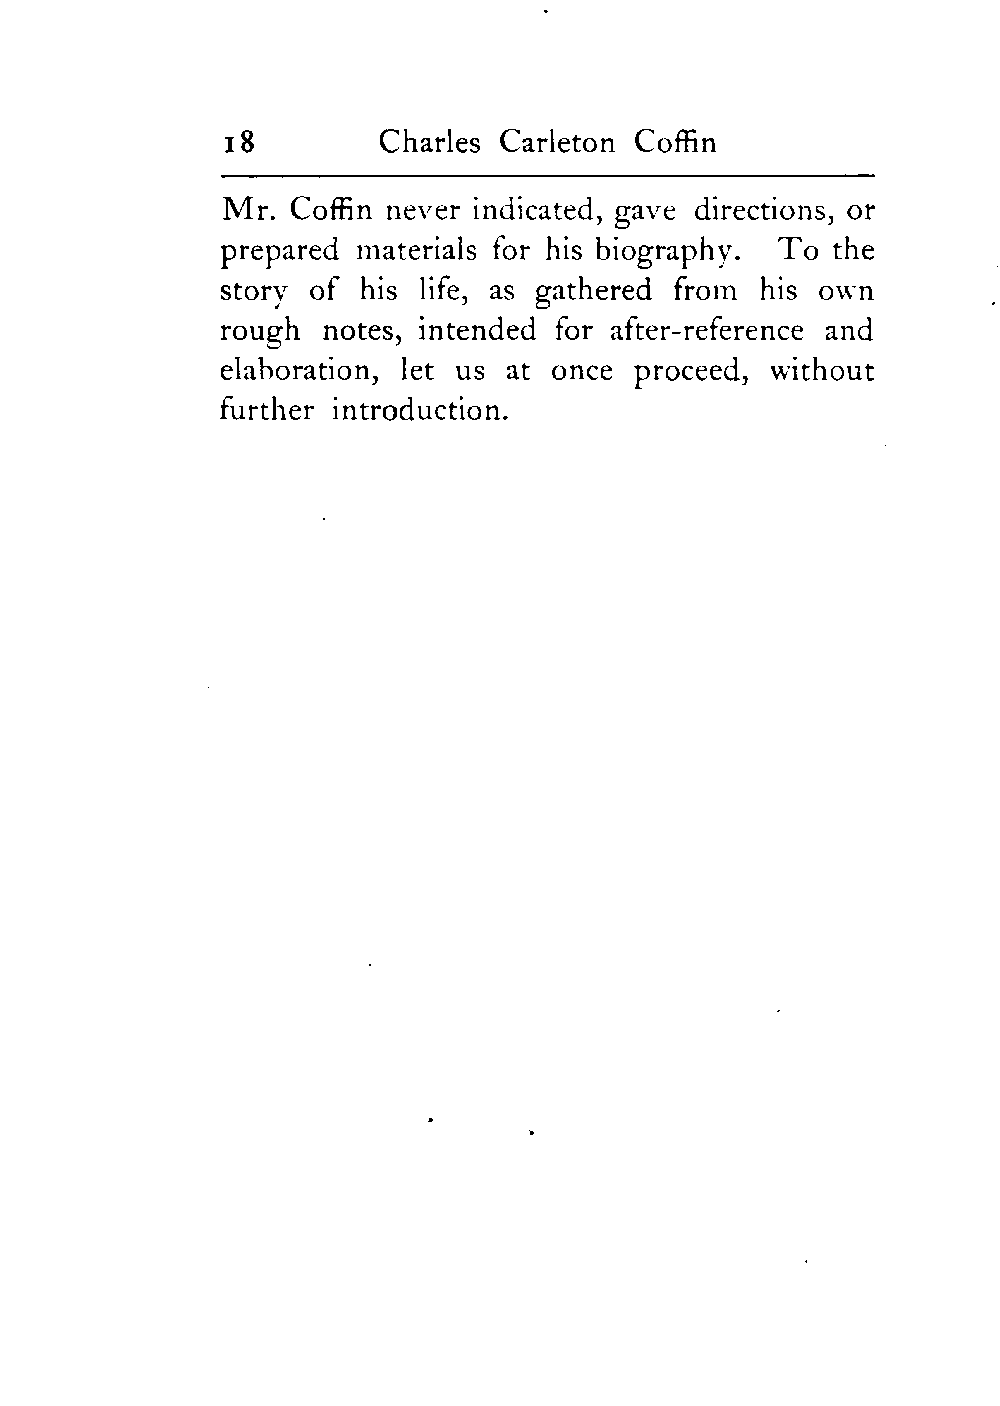 18 Charles Carleton Coffin
Mr. Coffin never indicated, gave directions, or
prepared materials for his biography. To the
story of his life, as gathered from his own
rough notes, intended for after-reference and
elaboration, let us at once proceed, without
further introduction.